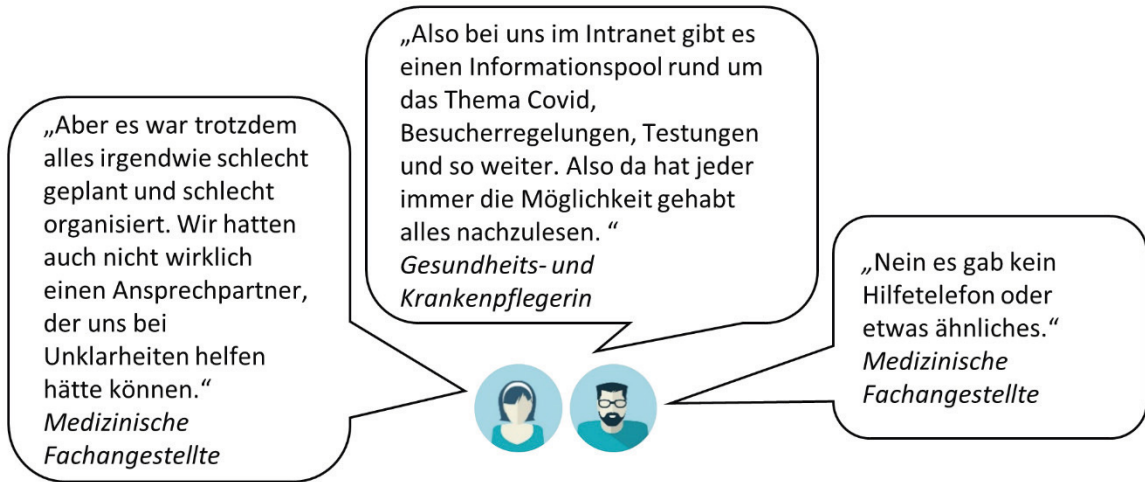 „Aber es war trotzdem
alles irgendwie schlecht
geplant und schlecht
organisiert. Wir hatten
auch nicht wirklich
einen Ansprechpartner,
der uns bei
Unklarheiten helfen
hätte können.“
Medizinische
Fachangestellte
„Also bei uns im Intranet gibt es
einen Informationspool rund um
das Thema Covid,
Besucherregelungen, Testungen
und so weiter. Also da hat jeder
immer die Möglichkeit gehabt
alles nachzulesen. “
Gesundheits- und
Krankenpflegerin
„Nein es gab kein
Hilfetelefon oder
etwas ähnliches.“
Medizinische
Fachangestellte